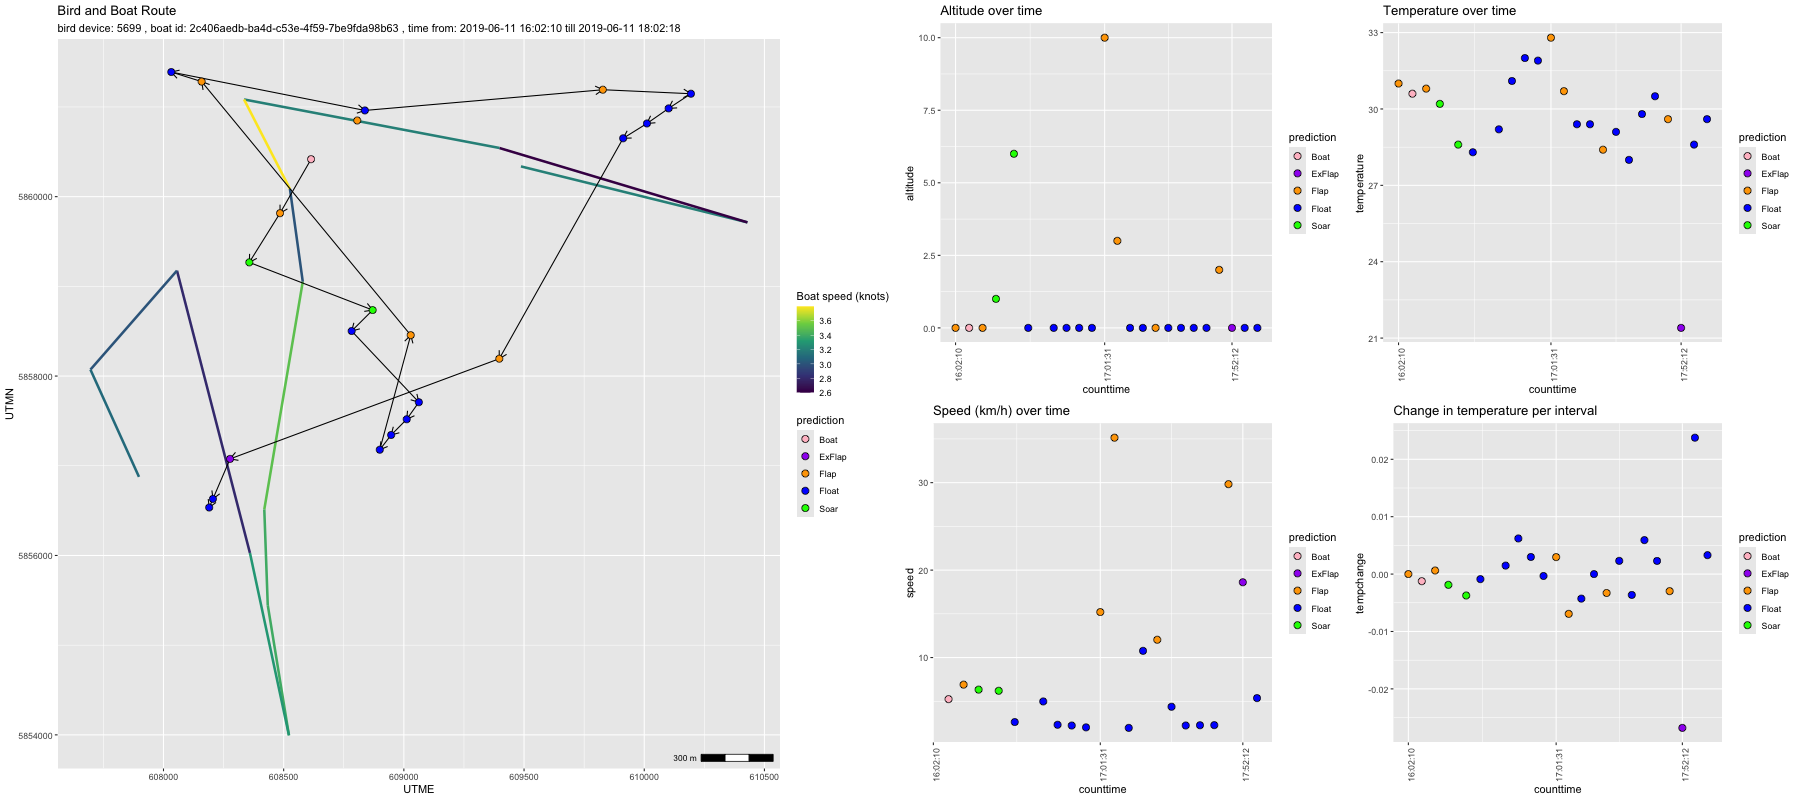 Bird and Boat Route
bird device: 5699 , boat id: 2c406aedb-ba4d-c53e-4f59-7be9fda98b63 , time from: 2019-06-11 16:02:10 till 2019-06-11 18:02:18
UTMN
5860000
5858000
5856000
5854000
608000
608500
609000
609500
610000
610500
UTME
300 m
Boat speed (knots)
3.6
3.4
3.2
3.0
2.8
2.6
prediction
Boat
ExFlap
Flap
Float
Soar
Altitude over time
altitude
10.0
7.5
5.0
2.5
0.0
16:02:10
17:01:31
17:52:12
counttime
prediction
Boat
ExFlap
Flap
Float
Soar
Temperature over time
temperature
33
30
27
24
21
16:02:10
17:01:31
17:52:12
counttime
prediction
Boat
ExFlap
Flap
Float
Soar
Speed (km/h) over time
speed
30
20
10
16:02:10
17:01:31
17:52:12
counttime
prediction
Boat
ExFlap
Flap
Float
Soar
Change in temperature per interval
tempchange
0.02
0.01
0.00
-0.01
-0.02
16:02:10
17:01:31
17:52:12
counttime
prediction
Boat
ExFlap
Flap
Float
Soar